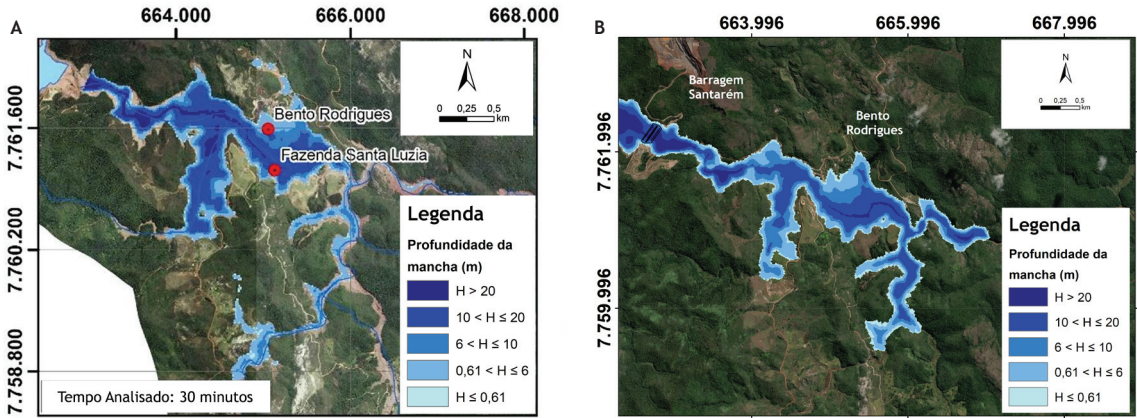 A
664.000
666.000
668.000
7.761.600
7.760.200
7.758.800
N
0 0,25 0,5
km
Bento Rodrigues
Fazenda Santa Luzia
Legenda
Profundidade da
mancha (m)
H > 20
10 < H ≤ 20
6 < H ≤ 10
0,61 < H ≤ 6
H ≤ 0,61
Tempo Analisado: 30 minutos
B
663.996
665.996
667.996
7.761.996
7.759.996
N
0 0,25 0,5
km
Barragem
Santarém
Bento
Rodrigues
Legenda
Profundidade da
mancha (m)
H > 20
10 < H ≤ 20
6 < H ≤ 10
0,61 < H ≤ 6
H ≤ 0,61